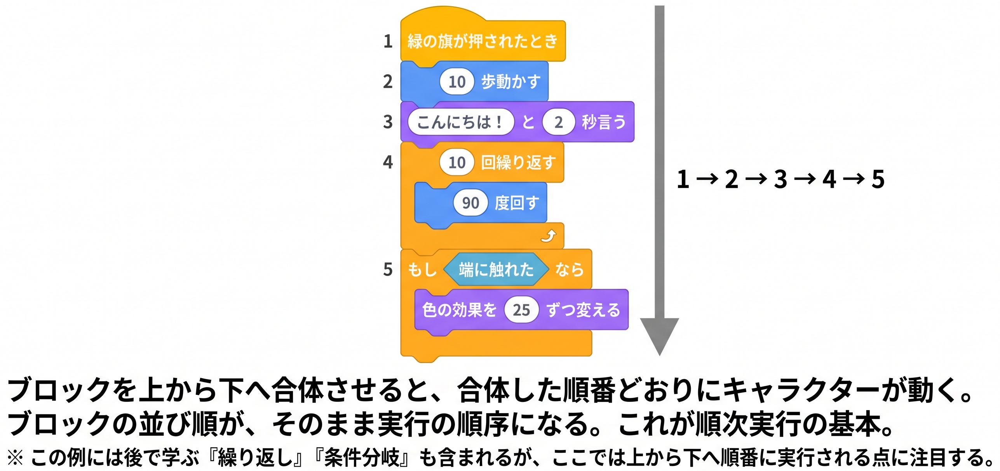 1 緑の旗が押されたとき
2 10 歩動かす
3 こんにちは! と 2 秒言う
4 10 回繰り返す
90 度回す
5 もし 端に触れた なら
色の効果を 25 ずつ変える
1 → 2 → 3 → 4 → 5
ブロックを上から下へ合体させると、合体した順番どおりにキャラクターが動く。
ブロックの並び順が、そのまま実行の順序になる。これが順次実行の基本。
※ この例には後で学ぶ『繰り返し』『条件分岐』も含まれるが、ここでは上から下へ順番に実行される点に注目する。